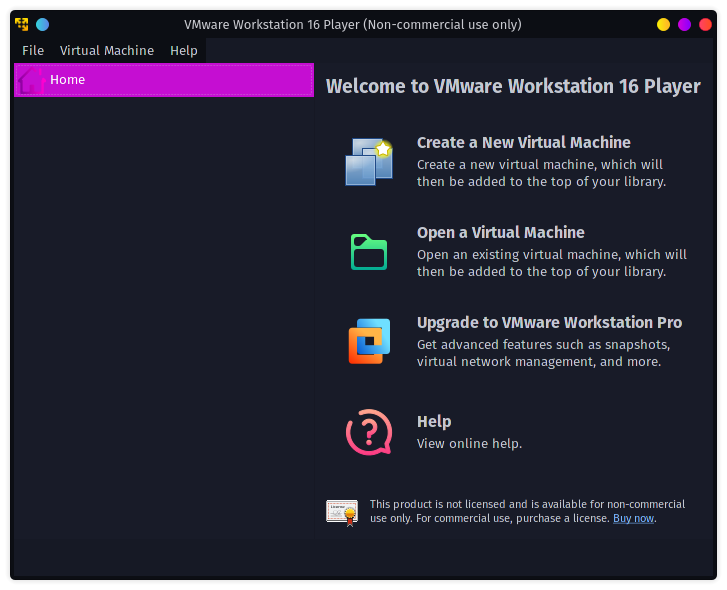 VMware Workstation 16 Player (Non-commercial use only)
File Virtual Machine Help
Home
Welcome to VMware Workstation 16 Player
Create a New Virtual Machine
Create a new virtual machine, which will
then be added to the top of your library.
Open a Virtual Machine
Open an existing virtual machine, which will
then be added to the top of your library.
Upgrade to VMware Workstation Pro
Get advanced features such as snapshots,
virtual network management, and more.
Help
View online help.
This product is not licensed and is available for non-commercial
use only. For commercial use, purchase a license. Buy now.